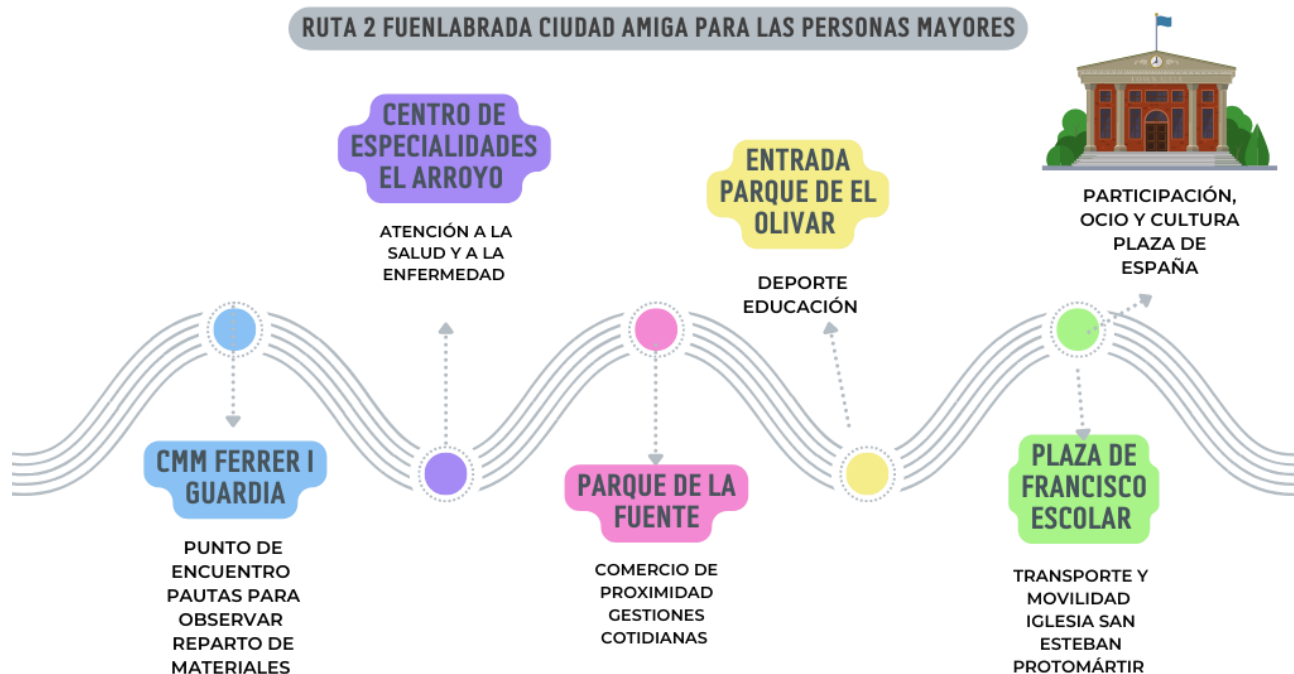 RUTA 2 FUENLABRADA CIUDAD AMIGA PARA LAS PERSONAS MAYORES
CMM FERRER I
GUARDIA
PUNTO DE
ENCUENTRO
PAUTAS PARA
OBSERVAR
REPARTO DE
MATERIALES
CENTRO DE
ESPECIALIDADES
EL ARROYO
ATENCIÓN A LA
SALUD Y A LA
ENFERMEDAD
PARQUE DE LA
FUENTE
COMERCIO DE
PROXIMIDAD
GESTIONES
COTIDIANAS
ENTRADA
PARQUE DE EL
OLIVAR
DEPORTE
EDUCACIÓN
PLAZA DE
FRANCISCO
ESCOLAR
TRANSPORTE Y
MOVILIDAD
IGLESIA SAN
ESTEBAN
PROTOMÁRTIR
PARTICIPACIÓN,
OCIO Y CULTURA
PLAZA DE
ESPAÑA